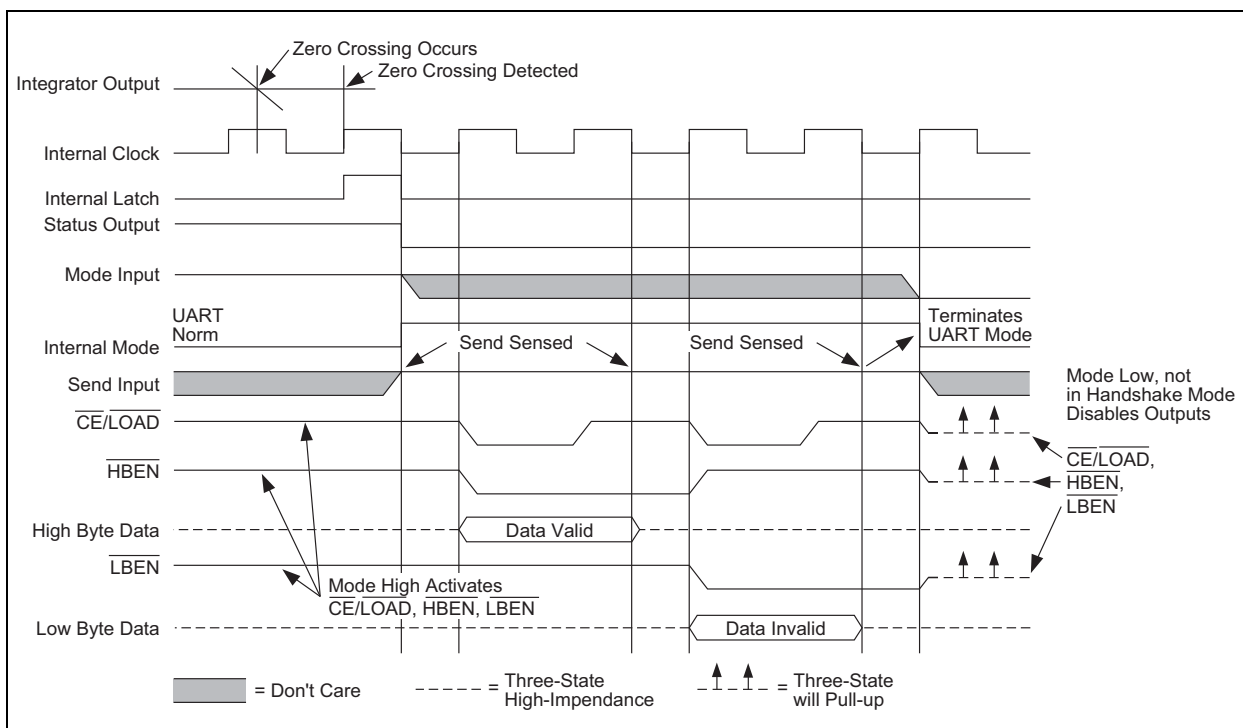 Zero Crossing Occurs
Zero Crossing Detected
Integrator Output
Internal Clock
Internal Latch
Status Output
Mode Input
UART
Norm
Terminates
UART Mode
Internal Mode
Send Sensed
Send Sensed
Send Input
Mode Low, not
in Handshake Mode
Disables Outputs
CE/LOAD
CE/LOAD,
HBEN
HBEN,
LBEN
High Byte Data
Data Valid
LBEN
Mode High Activates
CE/LOAD, HBEN, LBEN
Low Byte Data
Data Invalid
= Don't Care
= Three-State
High-Impendance
= Three-State
will Pull-up